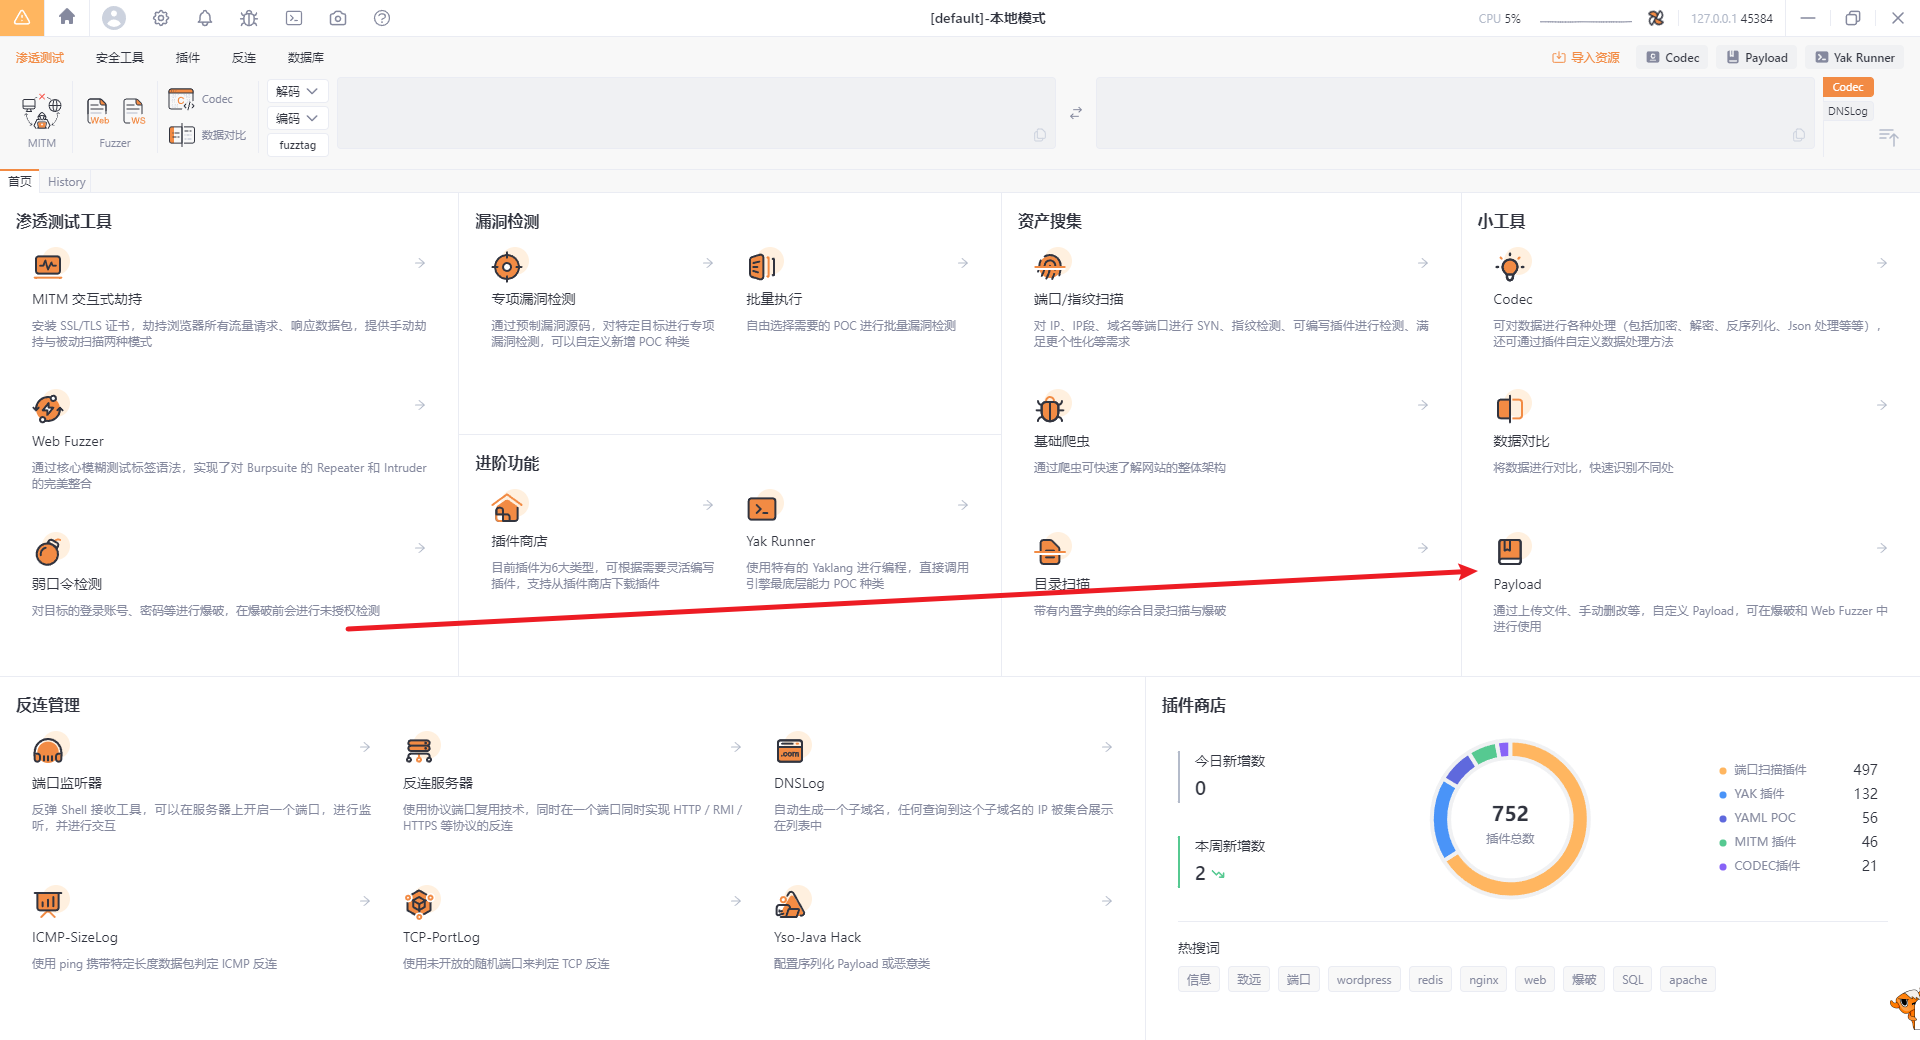 [default]-本地模式
CPU 5%
127.0.0.1 45384
渗透测试
安全工具
插件
反连
数据库
导入资源
Codec
Payload
Yak Runner
MITM
Web
WS
Fuzzer
Codec
数据对比
解码
编码
fuzztag
Codec
DNSLog
首页
History
渗透测试工具
MITM 交互式劫持
安装 SSL/TLS 证书，劫持浏览器所有流量请求、响应数据包，提供手动劫
持与被动扫描两种模式
Web Fuzzer
通过核心模糊测试标签语法，实现了对 Burpsuite 的 Repeater 和 Intruder
的完美整合
弱口令检测
对目标的登录账号、密码等进行爆破，在爆破前会进行未授权检测
漏洞检测
专项漏洞检测
通过预制漏洞源码，对特定目标进行专项
漏洞检测，可以自定义新增 POC 种类
批量执行
自由选择需要的 POC 进行批量漏洞检测
进阶功能
插件商店
目前插件为6大类型，可根据需要灵活编写
插件，支持从插件商店下载插件
Yak Runner
使用特有的 Yaklang 进行编程，直接调用
引擎最底层能力 POC 种类
资产搜集
端口/指纹扫描
对 IP、IP段、域名等端口进行 SYN、指纹检测、可编写插件进行检测、满
足更个性化等需求
基础爬虫
通过爬虫可快速了解网站的整体架构
目录扫描
带有内置字典的综合目录扫描与爆破
小工具
Codec
可对数据进行各种处理（包括加密、解密、反序列化、Json 处理等等），
还可通过插件自定义数据处理方法
数据对比
将数据进行对比，快速识别不同处
Payload
通过上传文件、手动删改等，自定义 Payload，可在爆破和 Web Fuzzer 中
进行使用
反连管理
端口监听器
反弹 Shell 接收工具，可以在服务器上开启一个端口，进行监
听，并进行交互
反连服务器
使用协议端口复用技术，同时在一个端口同时实现 HTTP / RMI /
HTTPS 等协议的反连
.com
DNSLog
自动生成一个子域名，任何查询到这个子域名的 IP 被集合展示
在列表中
ICMP-SizeLog
使用 ping 携带特定长度数据包判定 ICMP 反连
TCP-PortLog
使用未开放的随机端口来判定 TCP 反连
Yso-Java Hack
配置序列化 Payload 或恶意类
插件商店
今日新增数
0
本周新增数
2
752
插件总数
端口扫描插件 497
YAK 插件 132
YAML POC 56
MITM 插件 46
CODEC插件 21
热搜词
信息
致远
端口
wordpress
redis
nginx
web
爆破
SQL
apache